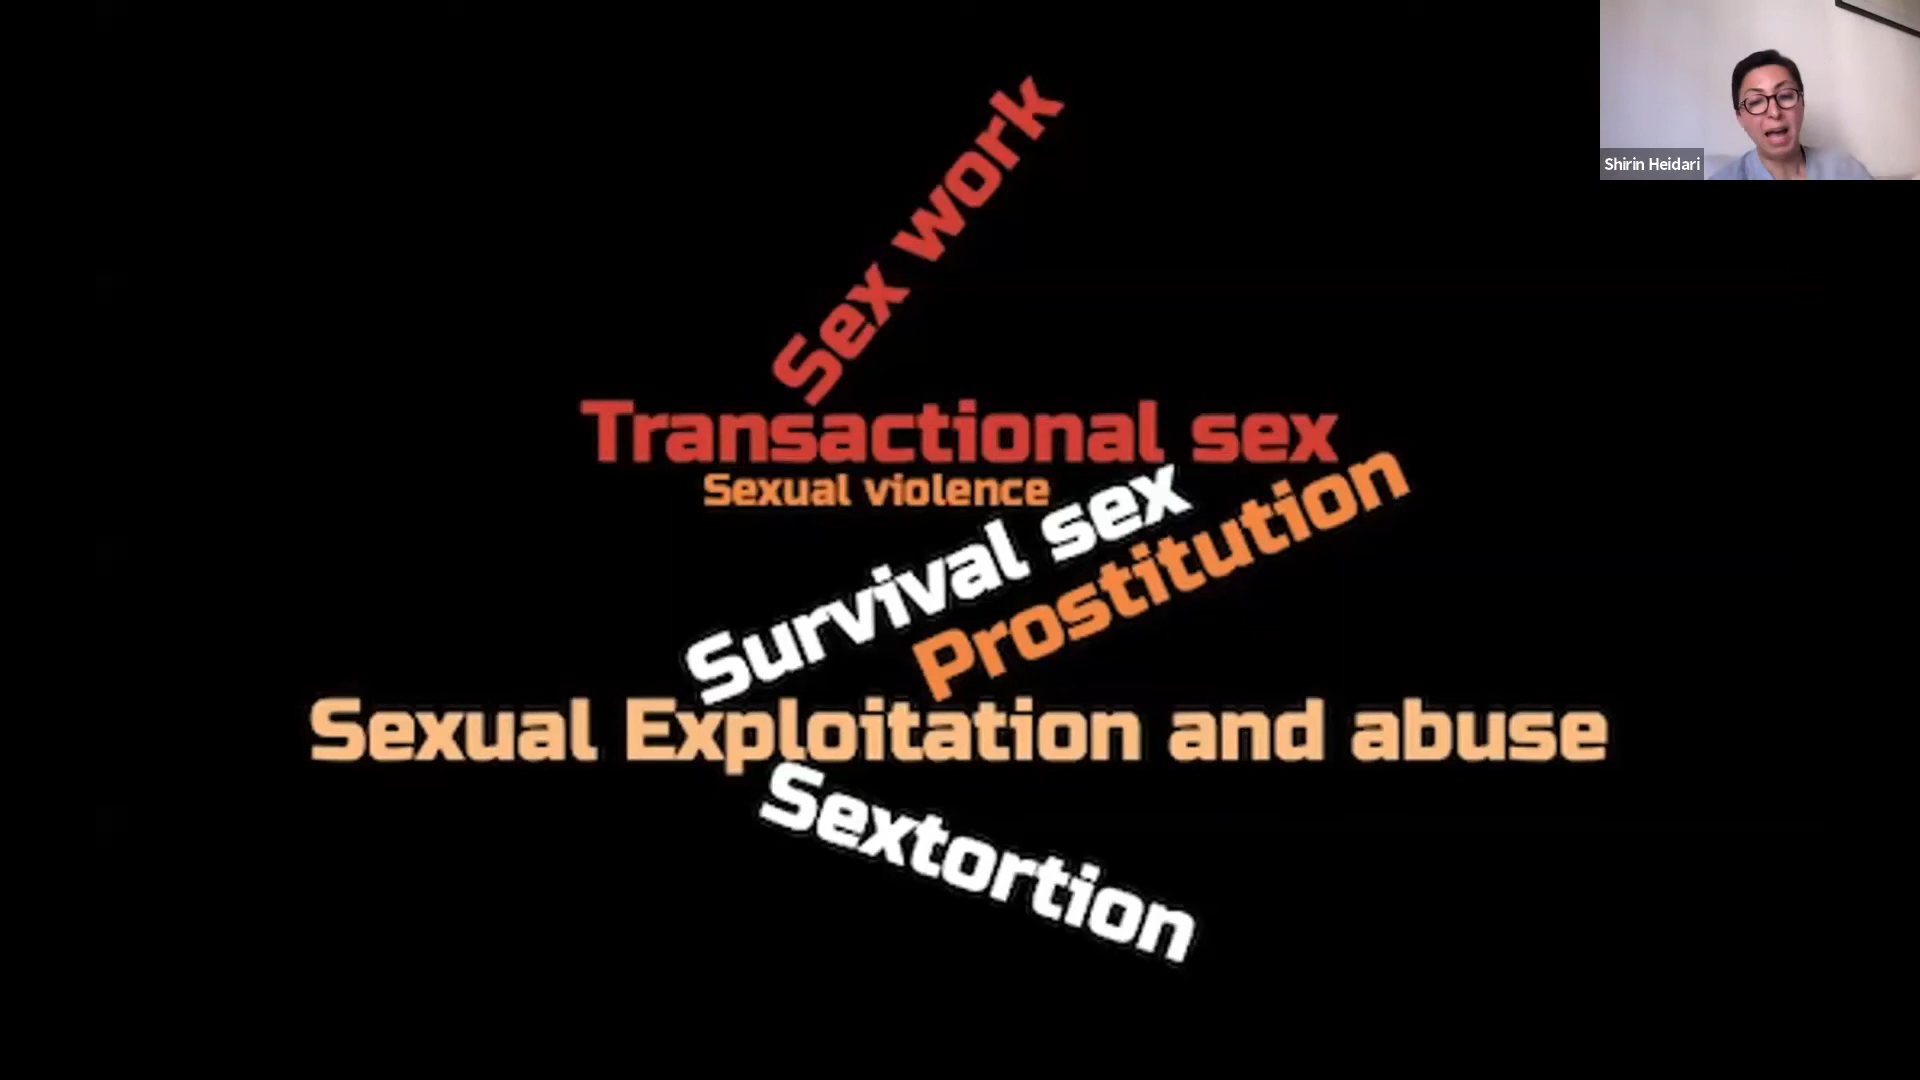 Shirin Heidari
Sex work
Transactional sex
Sexual violence
Survival sex
Prostitution
Sexual Exploitation and abuse
Sextortion